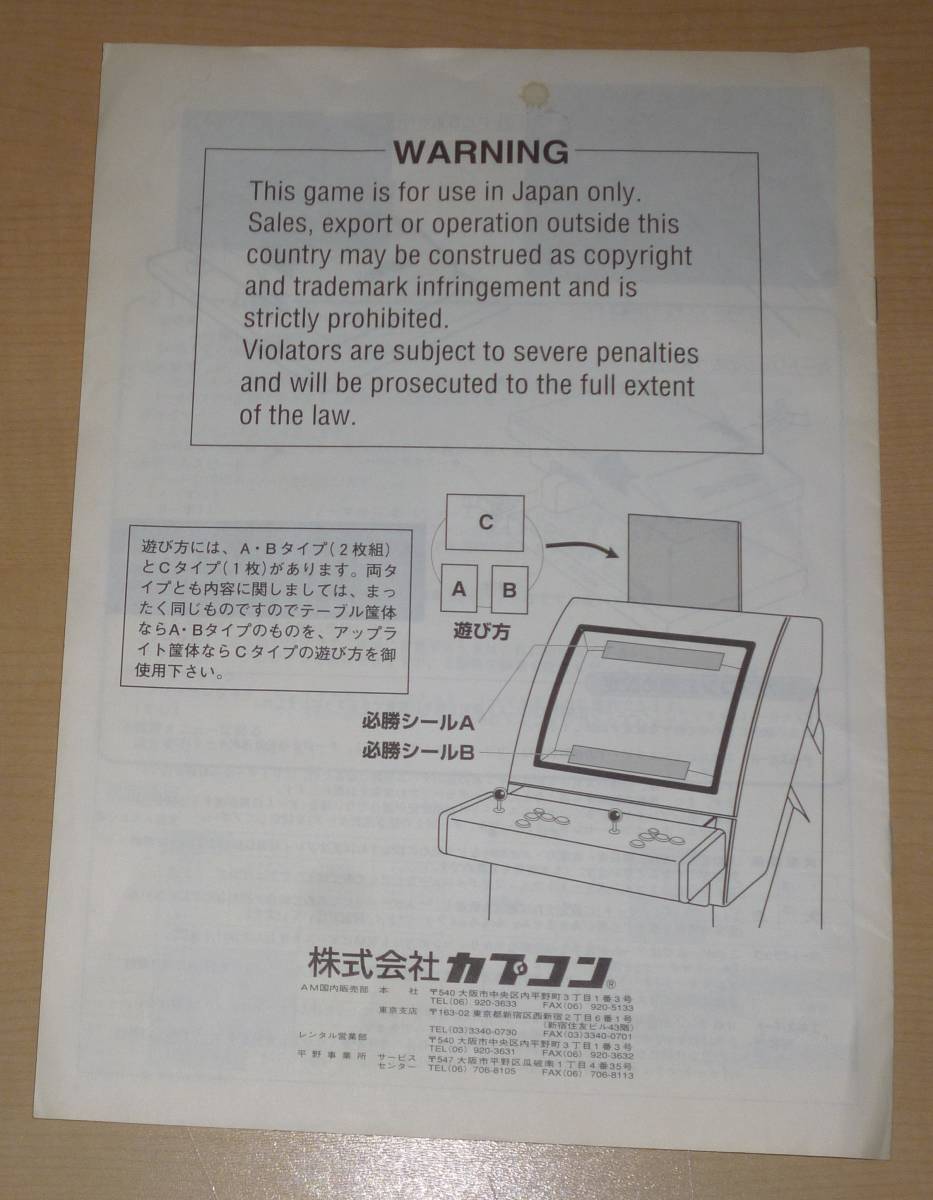 WARNING
This game is for use in Japan only.
Sales, export or operation outside this
country may be construed as copyright
and trademark infringement and is
strictly prohibited.
Violators are subject to severe penalties
and will be prosecuted to the full extent
of the law.
遊び方には、A・Bタイプ(2枚組)
とCタイプ(1枚)があります。両タ
イプとも内容に関しましては、まっ
たく同じものですのでテーブル筐体
ならA・Bタイプのものを、アップラ
イト筐体ならCタイプの遊び方を御
使用下さい。
C
A B
遊び方
必勝シールA
必勝シールB
株式会社カプコン®
AM国内販売部 本社 〒540 大阪市中央区内平野町3丁目1番3号
TEL(06) 920-3633 FAX(06) 920-5133
東京支店 〒163-02 東京都新宿区西新宿2丁目6番1号
(新宿住友ビル43階)
TEL(03)3340-0730 FAX(03)3340-0701
レンタル営業部 〒540 大阪市中央区内平野町3丁目1番3号
TEL(06) 920-3631 FAX(06) 920-3632
平野事業所 サービス 〒547 大阪市平野区瓜破南1丁目4番35号
センター TEL(06) 706-8105 FAX(06) 706-8113